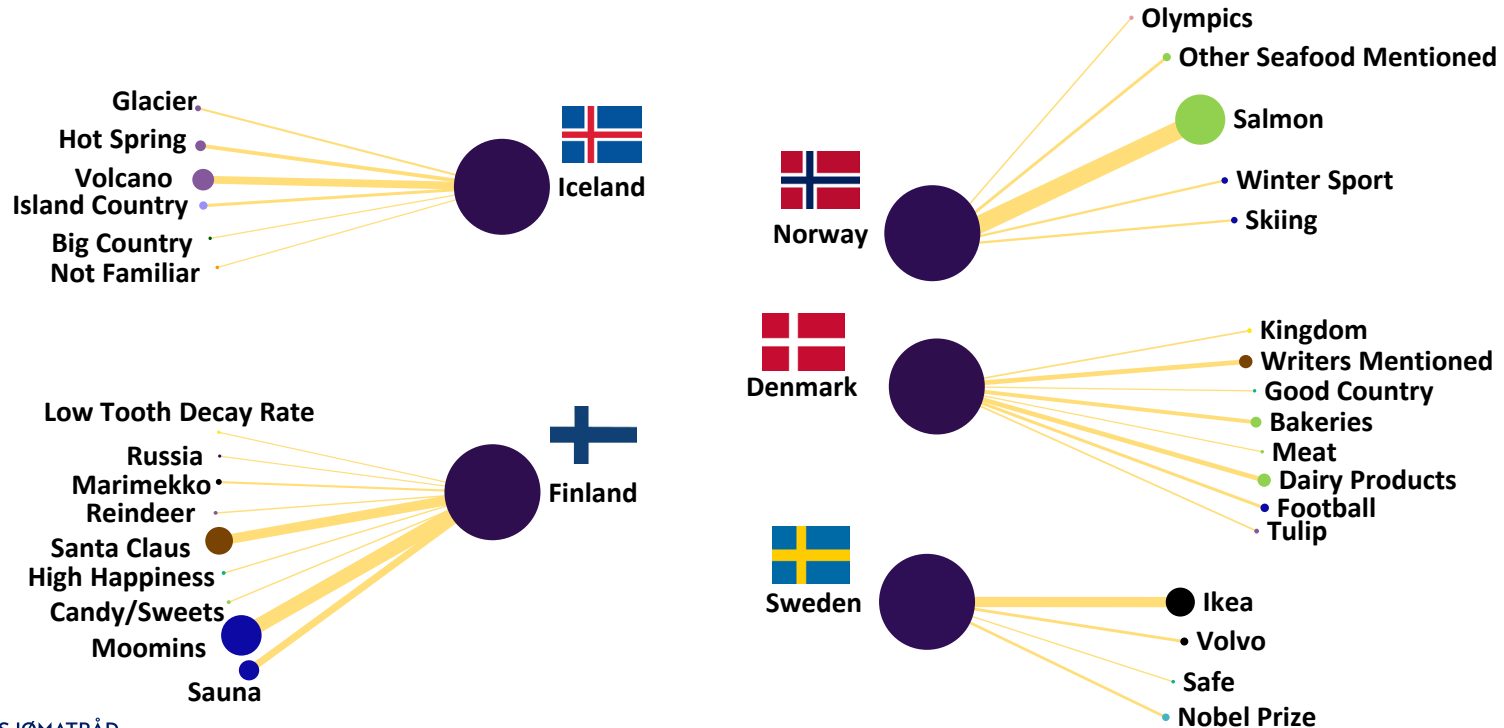 Glacier
Hot Spring
Volcano
Island Country
Big Country
Not Familiar
Iceland
Low Tooth Decay Rate
Russia
Marimekko
Reindeer
Santa Claus
High Happiness
Candy/Sweets
Moomins
Sauna
Finland
Olympics
Other Seafood Mentioned
Salmon
Winter Sport
Skiing
Norway
Kingdom
Writers Mentioned
Good Country
Bakeries
Meat
Dairy Products
Football
Tulip
Denmark
Ikea
Volvo
Safe
Nobel Prize
Sweden